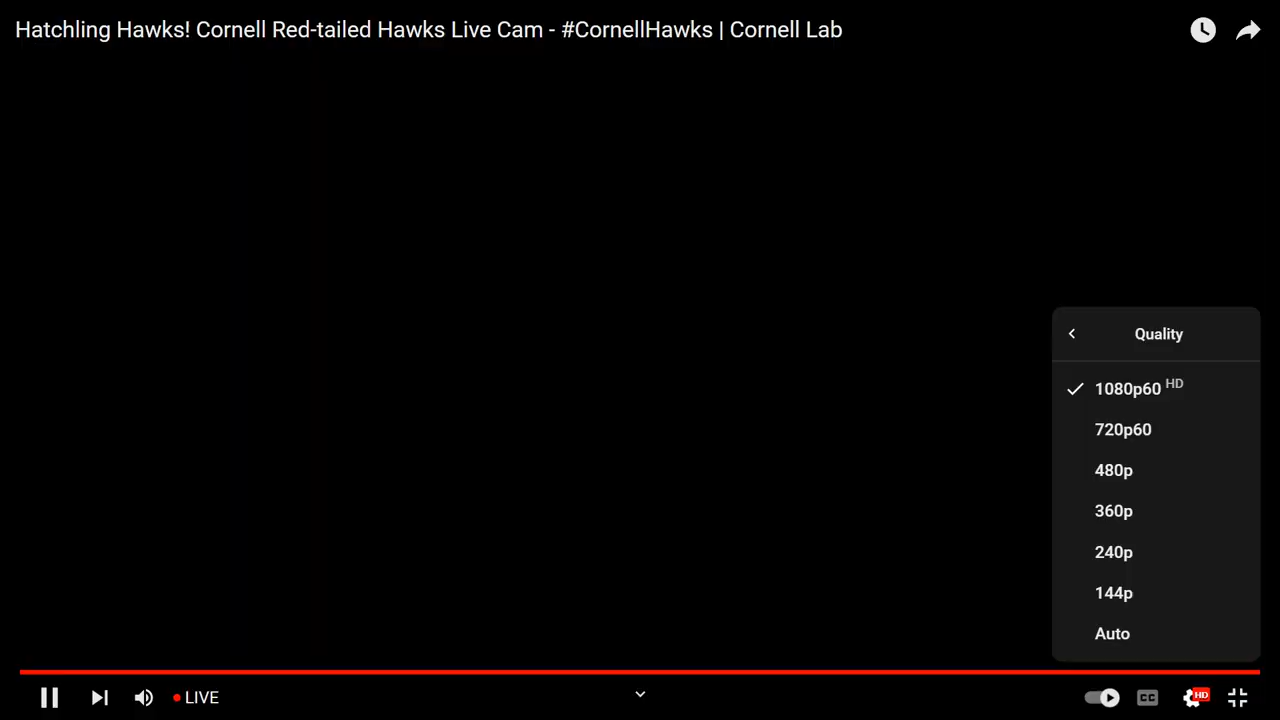 Hatchling Hawks! Cornell Red-tailed Hawks Live Cam - #CornellHawks | Cornell Lab
Quality
1080p60 HD
720p60
480p
360p
240p
144p
Auto
LIVE
CC
HD